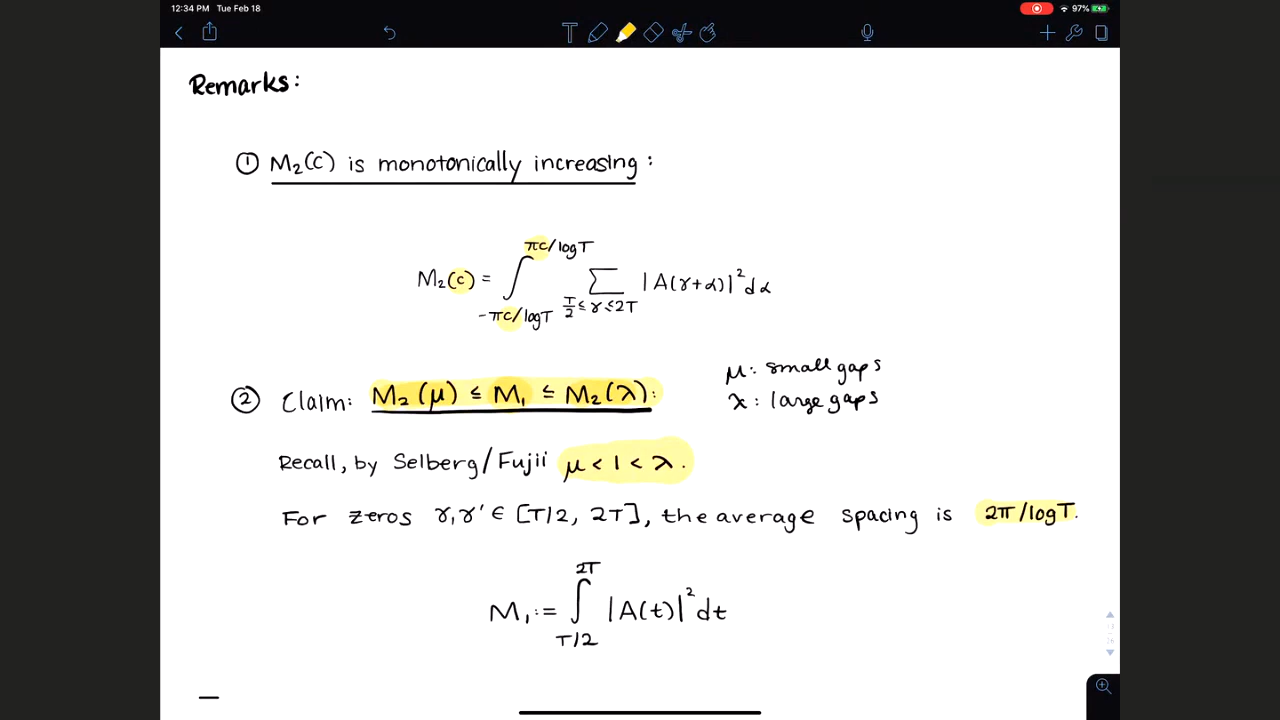 12:34 PM Tue Feb 18
97%
Remarks:
① M₂(c) is monotonically increasing:
M₂(c) = ∫_{-πc/logT}^{πc/logT} ∑_{T/2 ≤ γ ≤ 2T} |A(γ+α)|² dα
② Claim: M₂(μ) ≤ M₁ ≤ M₂(λ):
μ: small gaps
λ: large gaps
Recall, by Selberg/Fujii μ < 1 < λ.
For zeros γ, γ' ∈ [T/2, 2T], the average spacing is 2π/logT.
M₁ := ∫_{T/2}^{2T} |A(t)|² dt